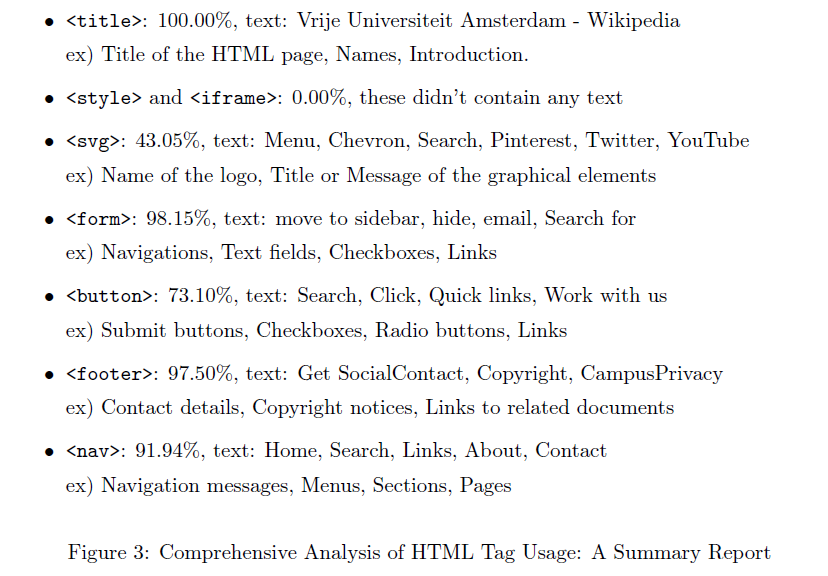 • <title>: 100.00%, text: Vrije Universiteit Amsterdam - Wikipedia
ex) Title of the HTML page, Names, Introduction.
• <style> and <iframe>: 0.00%, these didn't contain any text
• <svg>: 43.05%, text: Menu, Chevron, Search, Pinterest, Twitter, YouTube
ex) Name of the logo, Title or Message of the graphical elements
• <form>: 98.15%, text: move to sidebar, hide, email, Search for
ex) Navigations, Text fields, Checkboxes, Links
• <button>: 73.10%, text: Search, Click, Quick links, Work with us
ex) Submit buttons, Checkboxes, Radio buttons, Links
• <footer>: 97.50%, text: Get SocialContact, Copyright, CampusPrivacy
ex) Contact details, Copyright notices, Links to related documents
• <nav>: 91.94%, text: Home, Search, Links, About, Contact
ex) Navigation messages, Menus, Sections, Pages
Figure 3: Comprehensive Analysis of HTML Tag Usage: A Summary Report